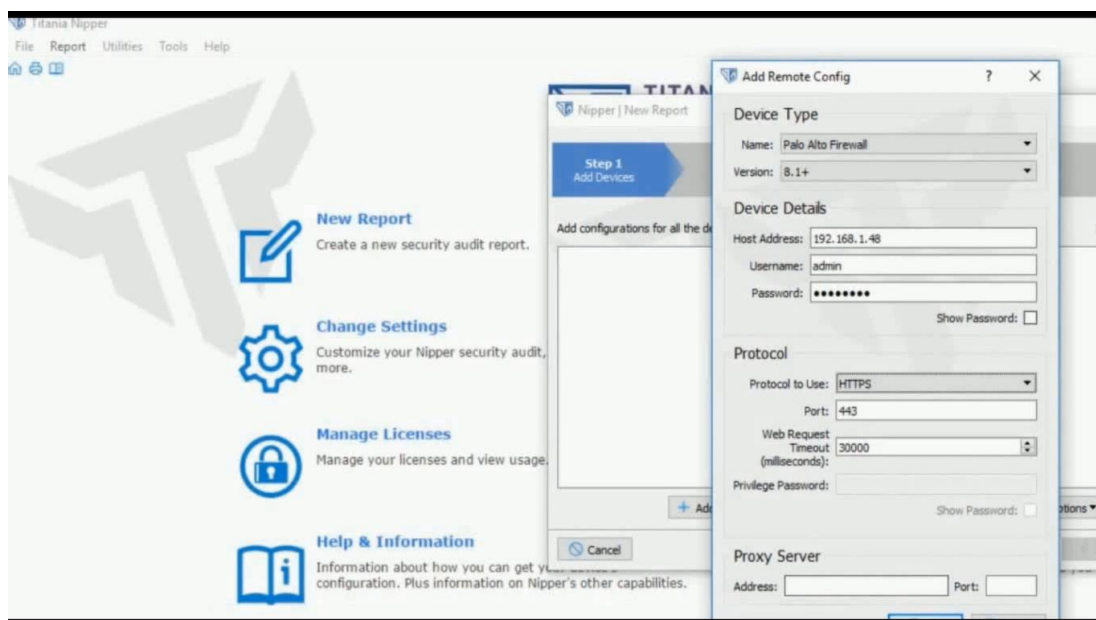 Titania Nipper
File Report Utilities Tools Help
TITAN
Nipper | New Report
Step 1
Add Devices
Add configurations for all the de
Add
ptions
Cancel
New Report
Create a new security audit report.
Change Settings
Customize your Nipper security audit,
more.
Manage Licenses
Manage your licenses and view usage.
Help & Information
Information about how you can get
configuration. Plus information on Nipper's other capabilities.
Add Remote Config ? X
Device Type
Name: Palo Alto Firewall
Version: 8.1+
Device Details
Host Address: 192.168.1.48
Username: admin
Password: ●●●●●●●●
Show Password:
Protocol
Protocol to Use: HTTPS
Port: 443
Web Request
Timeout 30000
(milliseconds):
Privilege Password:
Show Password:
Proxy Server
Address: Port: